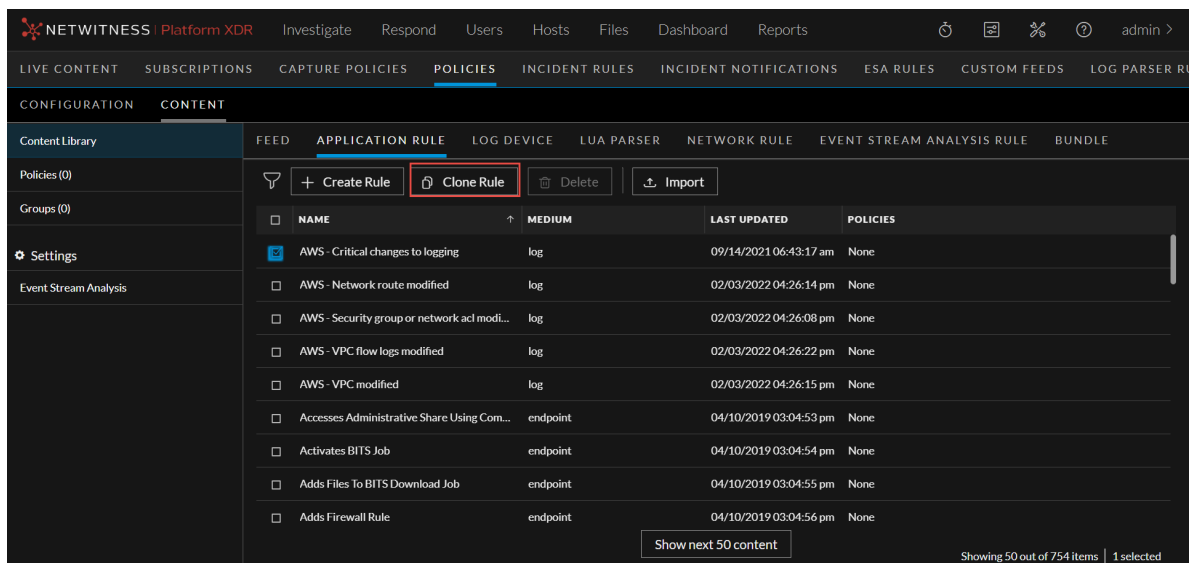 NETWITNESS | Platform XDR Investigate Respond Users Hosts Files Dashboard Reports admin >
LIVE CONTENT SUBSCRIPTIONS CAPTURE POLICIES POLICIES INCIDENT RULES INCIDENT NOTIFICATIONS ESA RULES CUSTOM FEEDS LOG PARSER RU
CONFIGURATION CONTENT
Content Library
Policies (0)
Groups (0)
Settings
Event Stream Analysis
FEED APPLICATION RULE LOG DEVICE LUA PARSER NETWORK RULE EVENT STREAM ANALYSIS RULE BUNDLE
+ Create Rule Clone Rule Delete Import
NAME ↑ MEDIUM LAST UPDATED POLICIES
AWS - Critical changes to logging log 09/14/2021 06:43:17 am None
AWS - Network route modified log 02/03/2022 04:26:14 pm None
AWS - Security group or network acl modi... log 02/03/2022 04:26:08 pm None
AWS - VPC flow logs modified log 02/03/2022 04:26:22 pm None
AWS - VPC modified log 02/03/2022 04:26:15 pm None
Accesses Administrative Share Using Com... endpoint 04/10/2019 03:04:53 pm None
Activates BITS Job endpoint 04/10/2019 03:04:54 pm None
Adds Files To BITS Download Job endpoint 04/10/2019 03:04:55 pm None
Adds Firewall Rule endpoint 04/10/2019 03:04:56 pm None
Show next 50 content
Showing 50 out of 754 items | 1 selected